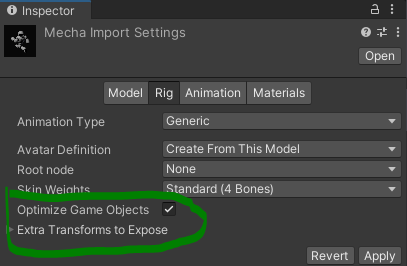 Inspector
Mecha Import Settings
Open
Model Rig Animation Materials
Animation Type Generic
Avatar Definition Create From This Model
Root node None
Skin Weights Standard (4 Bones)
Optimize Game Objects
Extra Transforms to Expose
Revert Apply